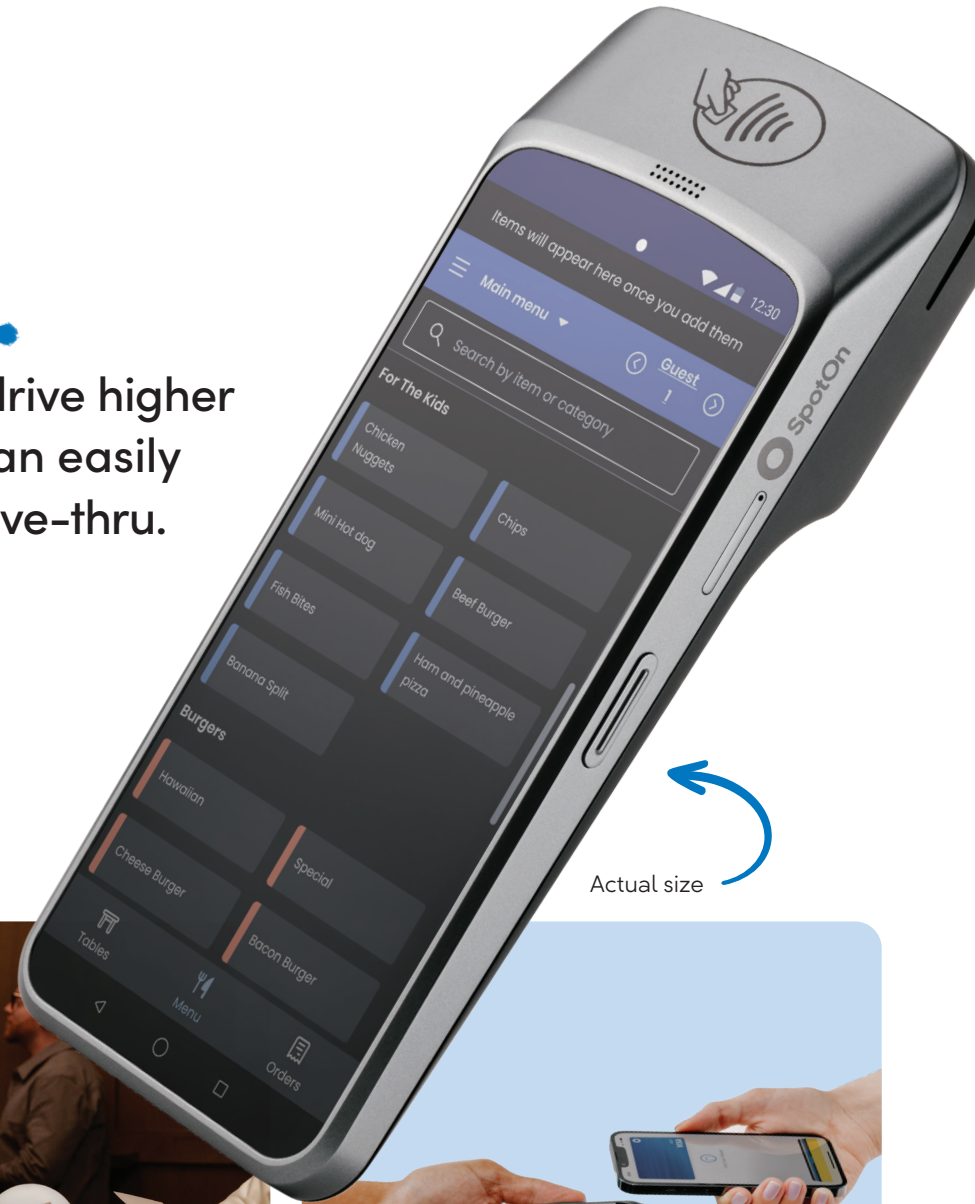 drive higher
an easily
ve-thru.
Items will appear here once you add them
12:30
Main menu
Guest
1
Search by item or category
For The Kids
Chicken
Nuggets
Chips
Mini Hot dog
Beef Burger
Fish Bites
Ham and pineapple
pizza
Banana Split
Burgers
Hawaiian
Special
Cheese Burger
Bacon Burger
Tables
Menu
Orders
SpotOn
Actual size